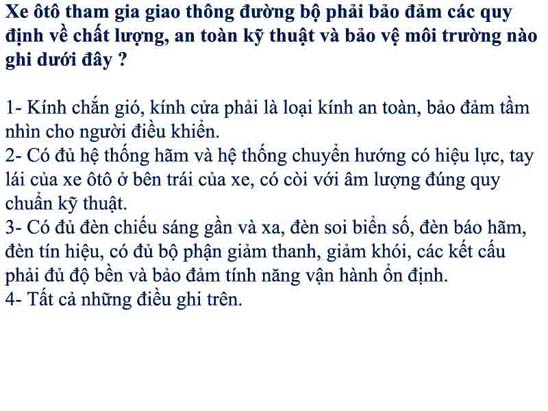 Xe ôtô tham gia giao thông đường bộ phải bảo đảm các quy
định về chất lượng, an toàn kỹ thuật và bảo vệ môi trường nào
ghi dưới đây ?
1- Kính chắn gió, kính cửa phải là loại kính an toàn, bảo đảm tầm
nhìn cho người điều khiển.
2- Có đủ hệ thống hãm và hệ thống chuyển hướng có hiệu lực, tay
lái của xe ôtô ở bên trái của xe, có còi với âm lượng đúng quy
chuẩn kỹ thuật.
3- Có đủ đèn chiếu sáng gần và xa, đèn soi biển số, đèn báo hãm,
đèn tín hiệu, có đủ bộ phận giảm thanh, giảm khói, các kết cấu
phải đủ độ bền và bảo đảm tính năng vận hành ổn định.
4- Tất cả những điều ghi trên.